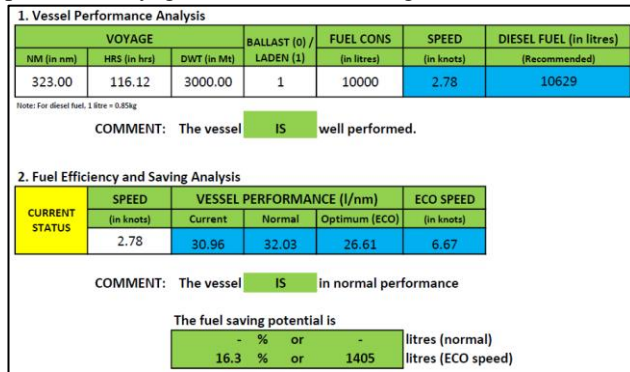 1. Vessel Performance Analysis
VOYAGE BALLAST (0) / LADEN (1) FUEL CONS SPEED DIESEL FUEL (in litres)
NM (in nm) HRS (in hrs) DWT (in Mt) (in litres) (in knots) (Recommended)
323.00 116.12 3000.00 1 10000 2.78 10629
Note: For diesel fuel, 1 litre = 0.85kg
COMMENT: The vessel IS well performed.
2. Fuel Efficiency and Saving Analysis
CURRENT STATUS SPEED VESSEL PERFORMANCE (l/nm) ECO SPEED
(in knots) Current Normal Optimum (ECO) (in knots)
2.78 30.96 32.03 26.61 6.67
COMMENT: The vessel IS in normal performance
The fuel saving potential is
- % or - litres (normal)
16.3 % or 1405 litres (ECO speed)